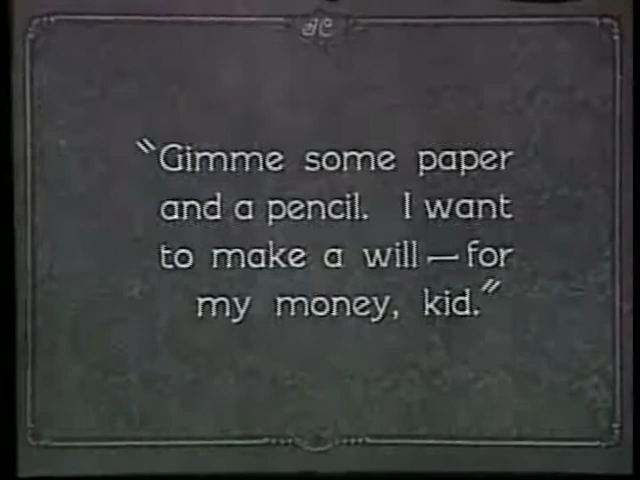 "Gimme some paper
and a pencil. I want
to make a will — for
my money, kid."